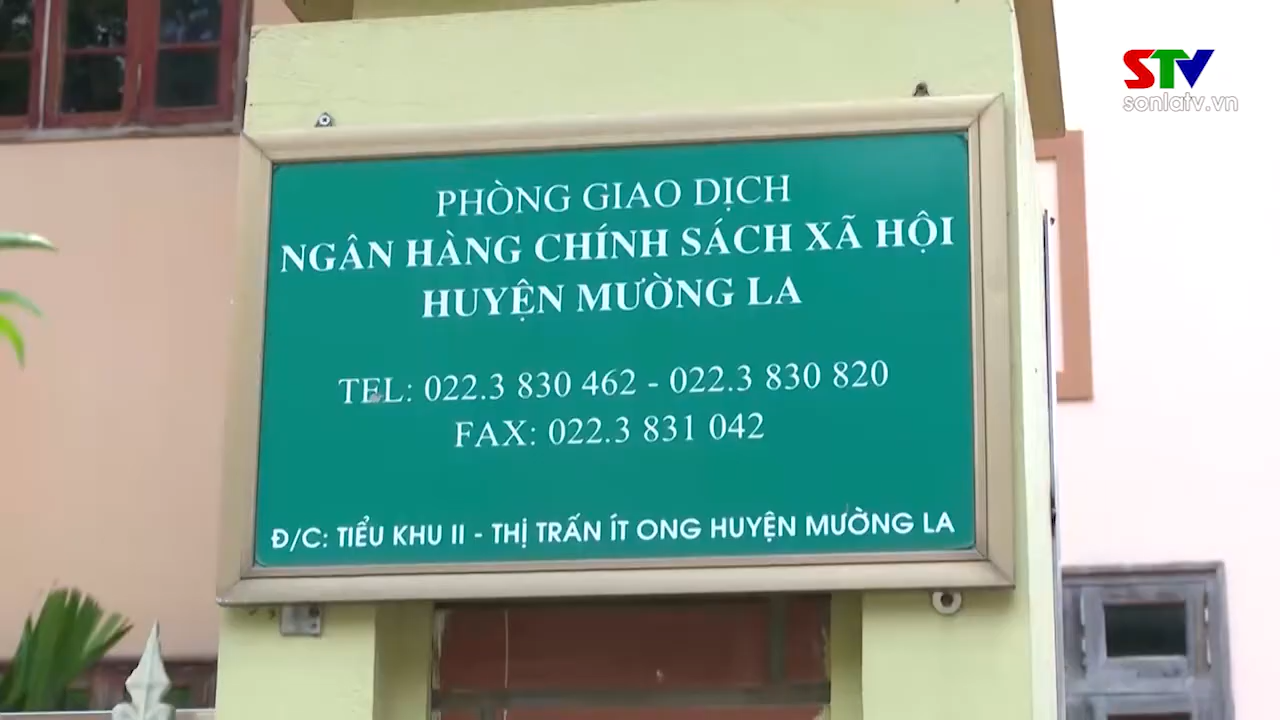 STV
sonlatv.vn
PHÒNG GIAO DỊCH
NGÂN HÀNG CHÍNH SÁCH XÃ HỘI
HUYỆN MƯỜNG LA
TEL: 022.3 830 462 - 022.3 830 820
FAX: 022.3 831 042
Đ/C: TIỂU KHU II - THỊ TRẤN ÍT ONG HUYỆN MƯỜNG LA